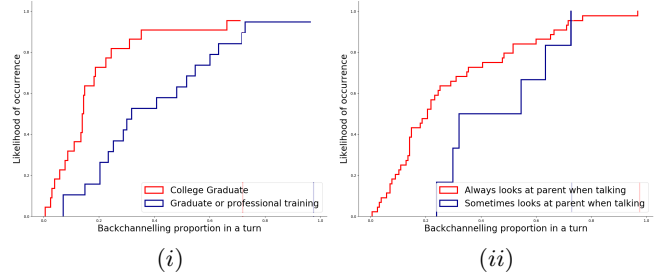 1.0
0.8
0.6
0.4
0.2
0.0
Likelihood of occurrence
0.0 0.2 0.4 0.6 0.8 1.0
Backchannelling proportion in a turn
College Graduate
Graduate or professional training
(i)
1.0
0.8
0.6
0.4
0.2
0.0
Likelihood of occurrence
0.0 0.2 0.4 0.6 0.8 1.0
Backchannelling proportion in a turn
Always looks at parent when talking
Sometimes looks at parent when talking
(ii)